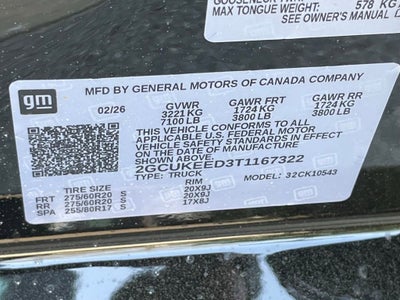 578 KG
MAX TONGUE WEIGHT:
SEE OWNER'S MANUAL
gm
MFD BY GENERAL MOTORS OF CANADA COMPANY
02/26 GVWR GAWR FRT GAWR RR
3221 KG 1724 KG 1724 KG
7100 LB 3800 LB 3800 LB
THIS VEHICLE CONFORMS TO ALL
APPLICABLE U.S. FEDERAL MOTOR
VEHICLE SAFETY STANDARDS IN EFFECT
ON THE DATE OF MANUFACTURE
SHOWN ABOVE.
2GCUKEED3T1167322
TYPE: TRUCK MODEL: 32CK10543
TIRE SIZE RIM
FRT 275/60R20 S 20X9J
RR 275/60R20 S 20X9J
SPA 255/80R17 S 17X8J